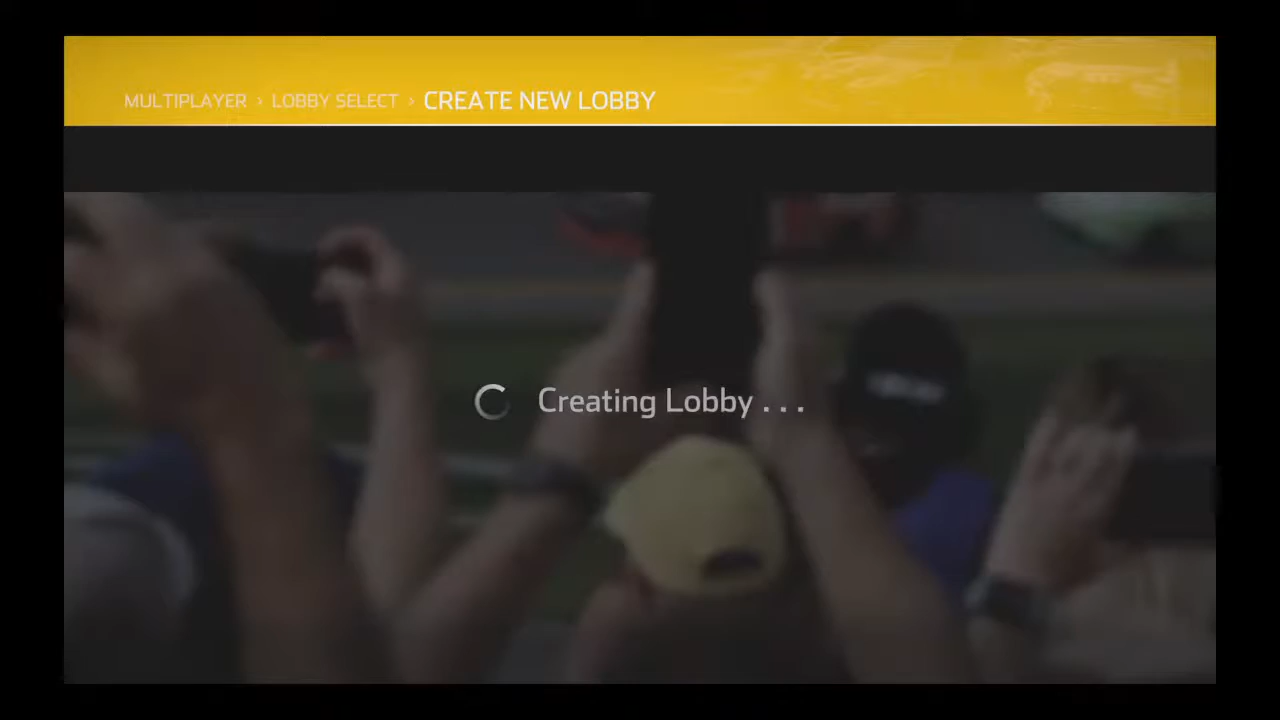 MULTIPLAYER › LOBBY SELECT › CREATE NEW LOBBY
Creating Lobby . . .